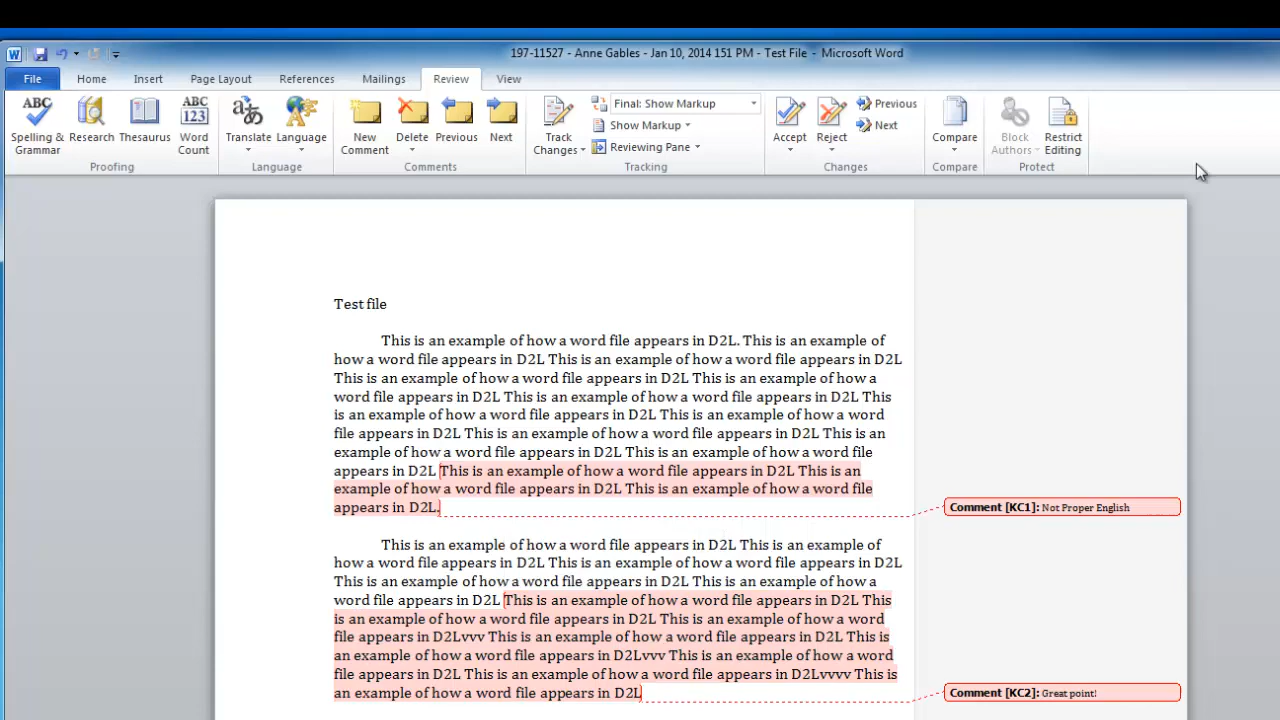 197-11527 - Anne Gables - Jan 10, 2014 151 PM - Test File - Microsoft Word
File Home Insert Page Layout References Mailings Review View
Spelling & Grammar Research Thesaurus ABC 123 Word Count
Proofing
Translate Language
Language
New Comment Delete Previous Next
Comments
Track Changes
Final: Show Markup
Show Markup
Reviewing Pane
Tracking
Accept Reject Previous
Next
Changes
Compare
Compare
Block Authors Restrict Editing
Protect
Test file
This is an example of how a word file appears in D2L. This is an example of
how a word file appears in D2L This is an example of how a word file appears in D2L
This is an example of how a word file appears in D2L This is an example of how a
word file appears in D2L This is an example of how a word file appears in D2L This
is an example of how a word file appears in D2L This is an example of how a word
file appears in D2L This is an example of how a word file appears in D2L This is an
example of how a word file appears in D2L This is an example of how a word file
appears in D2L This is an example of how a word file appears in D2L This is an
example of how a word file appears in D2L This is an example of how a word file
appears in D2L.
Comment [KC1]: Not Proper English
This is an example of how a word file appears in D2L This is an example of
how a word file appears in D2L This is an example of how a word file appears in D2L
This is an example of how a word file appears in D2L This is an example of how a
word file appears in D2L This is an example of how a word file appears in D2L This
is an example of how a word file appears in D2L This is an example of how a word
file appears in D2Lvvv This is an example of how a word file appears in D2L This is
an example of how a word file appears in D2Lvvv This is an example of how a word
file appears in D2L This is an example of how a word file appears in D2Lvvvv This is
an example of how a word file appears in D2L
Comment [KC2]: Great point!